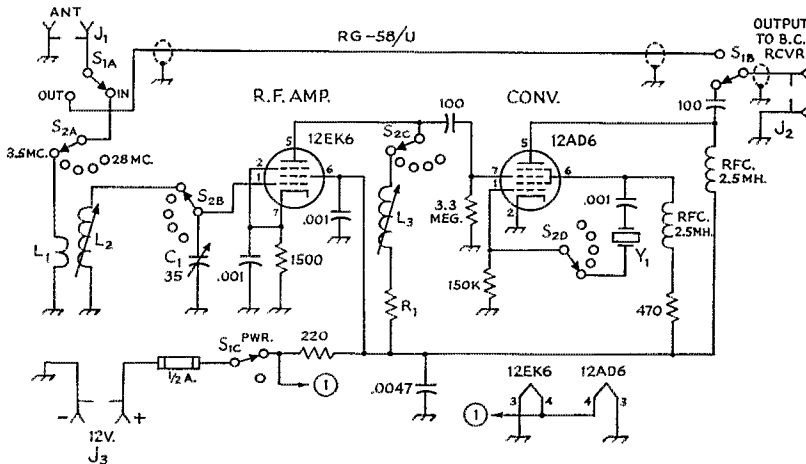 ANT
J1
S1A
IN
OUT
RG-58/U
S1B
OUTPUT
TO B.C.
RCVR
100
J2
S2A
3.5MC.
28 MC.
R.F. AMP.
12EK6
5
2
1
6
7
S2B
S2C
100
CONV.
12AD6
5
7
1
6
2
RFC.
2.5MH.
L1
L2
C1
35
.001
1500
.001
L3
R1
3.3
MEG.
150K
S2D
.001
Y1
RFC.
2.5MH.
470
1/2 A.
S1C
PWR.
220
1
.0047
12EK6
12AD6
3
4
4
3
1
-
+
12V.
J3